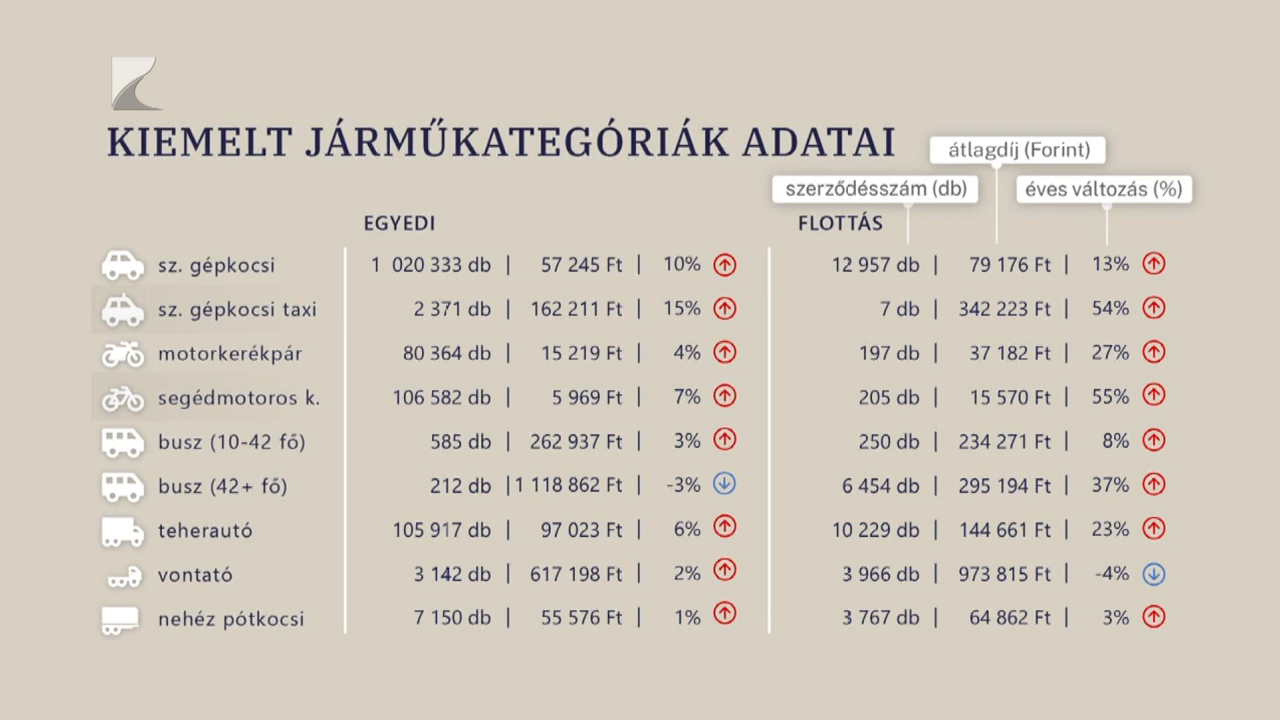 KIEMELT JÁRMŰKATEGÓRIÁK ADATAI
átlagdíj (Forint)
szerződésszám (db)
éves változás (%)
EGYEDI
FLOTTÁS
sz. gépkocsi 1 020 333 db | 57 245 Ft | 10% 12 957 db | 79 176 Ft | 13%
sz. gépkocsi taxi 2 371 db | 162 211 Ft | 15% 7 db | 342 223 Ft | 54%
motorkerékpár 80 364 db | 15 219 Ft | 4% 197 db | 37 182 Ft | 27%
segédmotoros k. 106 582 db | 5 969 Ft | 7% 205 db | 15 570 Ft | 55%
busz (10-42 fő) 585 db | 262 937 Ft | 3% 250 db | 234 271 Ft | 8%
busz (42+ fő) 212 db | 1 118 862 Ft | -3% 6 454 db | 295 194 Ft | 37%
teherautó 105 917 db | 97 023 Ft | 6% 10 229 db | 144 661 Ft | 23%
vontató 3 142 db | 617 198 Ft | 2% 3 966 db | 973 815 Ft | -4%
nehéz pótkocsi 7 150 db | 55 576 Ft | 1% 3 767 db | 64 862 Ft | 3%